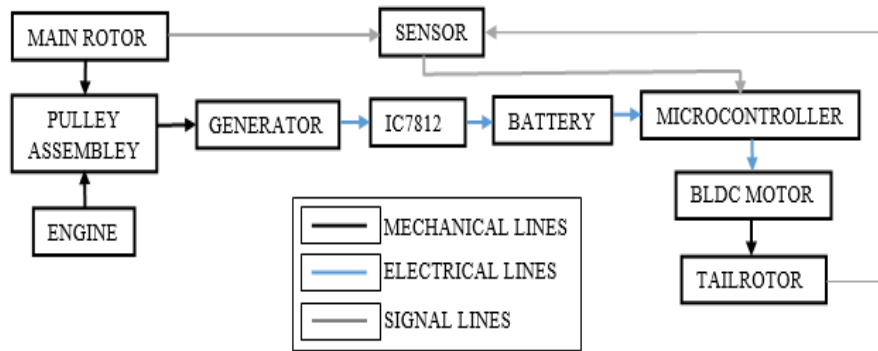 MAIN ROTOR
SENSOR
PULLEY
ASSEMBLEY
GENERATOR
IC7812
BATTERY
MICROCONTROLLER
ENGINE
BLDC MOTOR
TAILROTOR
MECHANICAL LINES
ELECTRICAL LINES
SIGNAL LINES